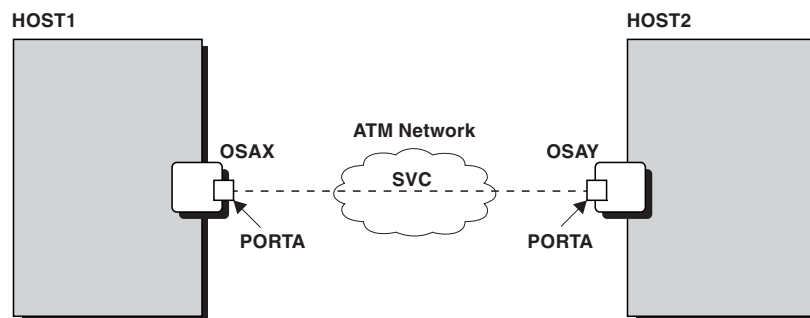 HOST1
HOST2
ATM Network
OSAX
OSAY
SVC
PORTA
PORTA